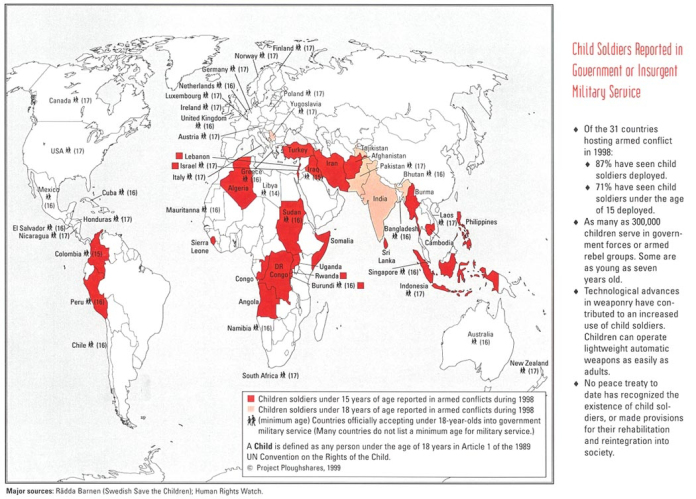 Child Soldiers Reported in
Government or Insurgent
Military Service
♦ Of the 31 countries
hosting armed conflict
in 1998:
♦ 87% have seen child
soldiers deployed.
♦ 71% have seen child
soldiers under the age
of 15 deployed.
♦ As many as 300,000
children serve in govern-
ment forces or armed
rebel groups. Some are
as young as seven
years old.
♦ Technological advances
in weaponry have con-
tributed to an increased
use of child soldiers.
Children can operate
lightweight automatic
weapons as easily as
adults.
♦ No peace treaty to
date has recognized the
existence of child sol-
diers, or made provisions
for their rehabilitation
and reintegration into
society.
Finland (17)
Norway (17)
Germany (17)
Netherlands (16)
Luxembourg (17)
Ireland (17)
United Kingdom
(16)
Austria (17)
Poland (17)
Yugoslavia
(17)
Canada (17)
USA (17)
Mexico
(16)
Cuba (16)
Honduras (17)
El Salvador (16)
Nicaragua (17)
Colombia (15)
Peru (16)
Chile (16)
Lebanon
Israel (17)
Italy (17)
Greece
(16)
Turkey
Iraq
Iran
Tajikistan
Afghanistan
Pakistan (17)
Bhutan (16)
Burma
India
Algeria
Libya
(14)
Mauritanna (16)
Sudan
(16)
Sierra
Leone
Somalia
Uganda
Rwanda
Burundi (16)
DR
Congo
Congo
Angola
Namibia (16)
South Africa (17)
Bangladesh
(16)
Sri
Lanka
Laos
(17)
Cambodia
Philippines
Singapore (16)
Indonesia
(17)
Australia
(16)
New Zealand
(17)
Children soldiers under 15 years of age reported in armed conflicts during 1998
Children soldiers under 18 years of age reported in armed conflicts during 1998
(minimum age) Countries officially accepting under 18-year-olds into government
military service (Many countries do not list a minimum age for military service.)
A Child is defined as any person under the age of 18 years in Article 1 of the 1989
UN Convention on the Rights of the Child.
© Project Ploughshares, 1999
Major sources: Rädda Barnen (Swedish Save the Children); Human Rights Watch.